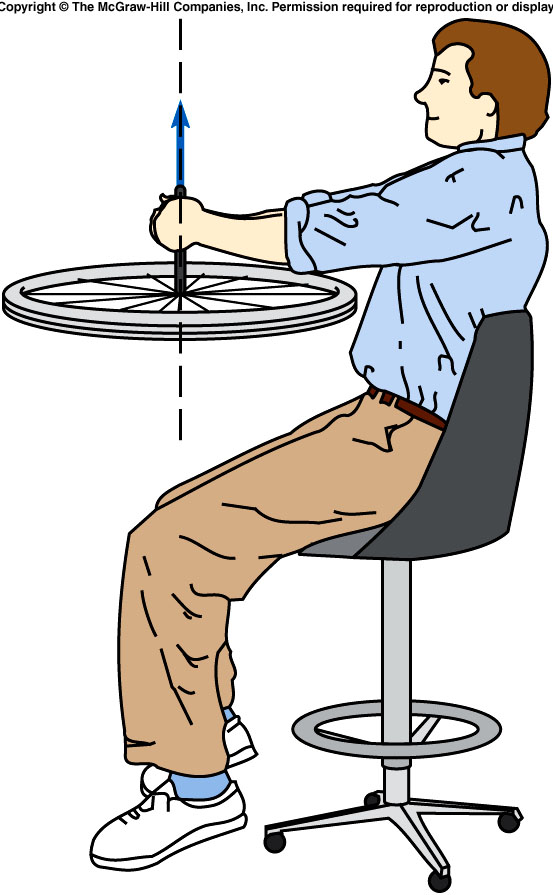 Copyright © The McGraw-Hill Companies, Inc. Permission required for reproduction or display